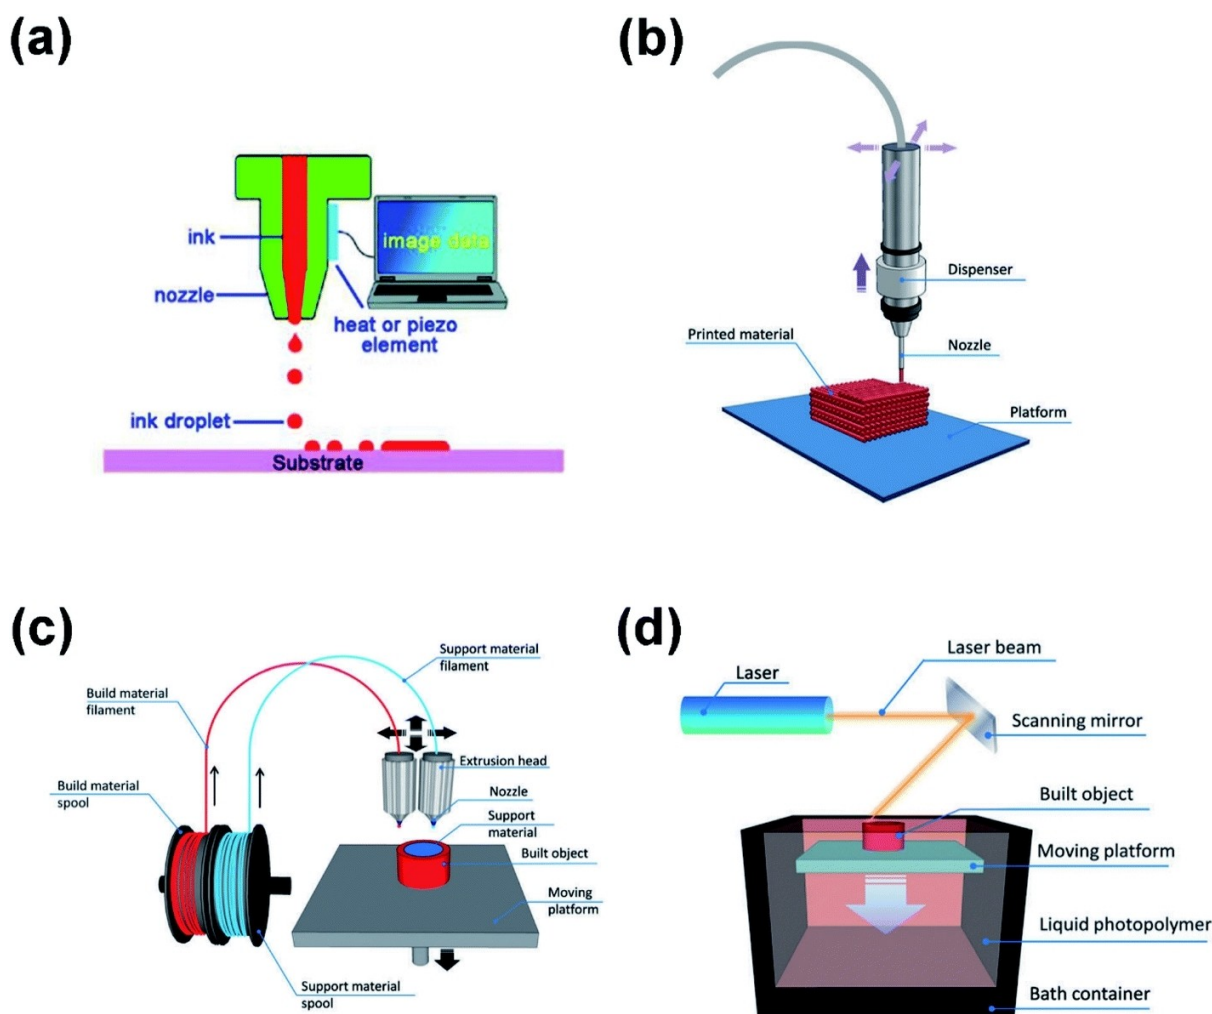 (a)
ink
nozzle
image data
heat or piezo
element
ink droplet
Substrate
(b)
Dispenser
Printed material
Nozzle
Platform
(c)
Support material
filament
Build material
filament
Extrusion head
Build material
spool
Nozzle
Support
material
Built object
Moving
platform
Support material
spool
(d)
Laser beam
Laser
Scanning mirror
Built object
Moving platform
Liquid photopolymer
Bath container